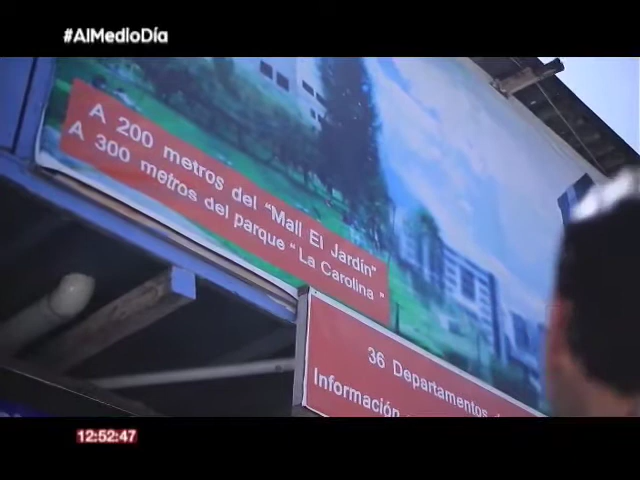 #AlMedioDía
A 200 metros del "Mall El Jardín"
A 300 metros del parque "La Carolina"
36 Departamentos
Información
12:52:47